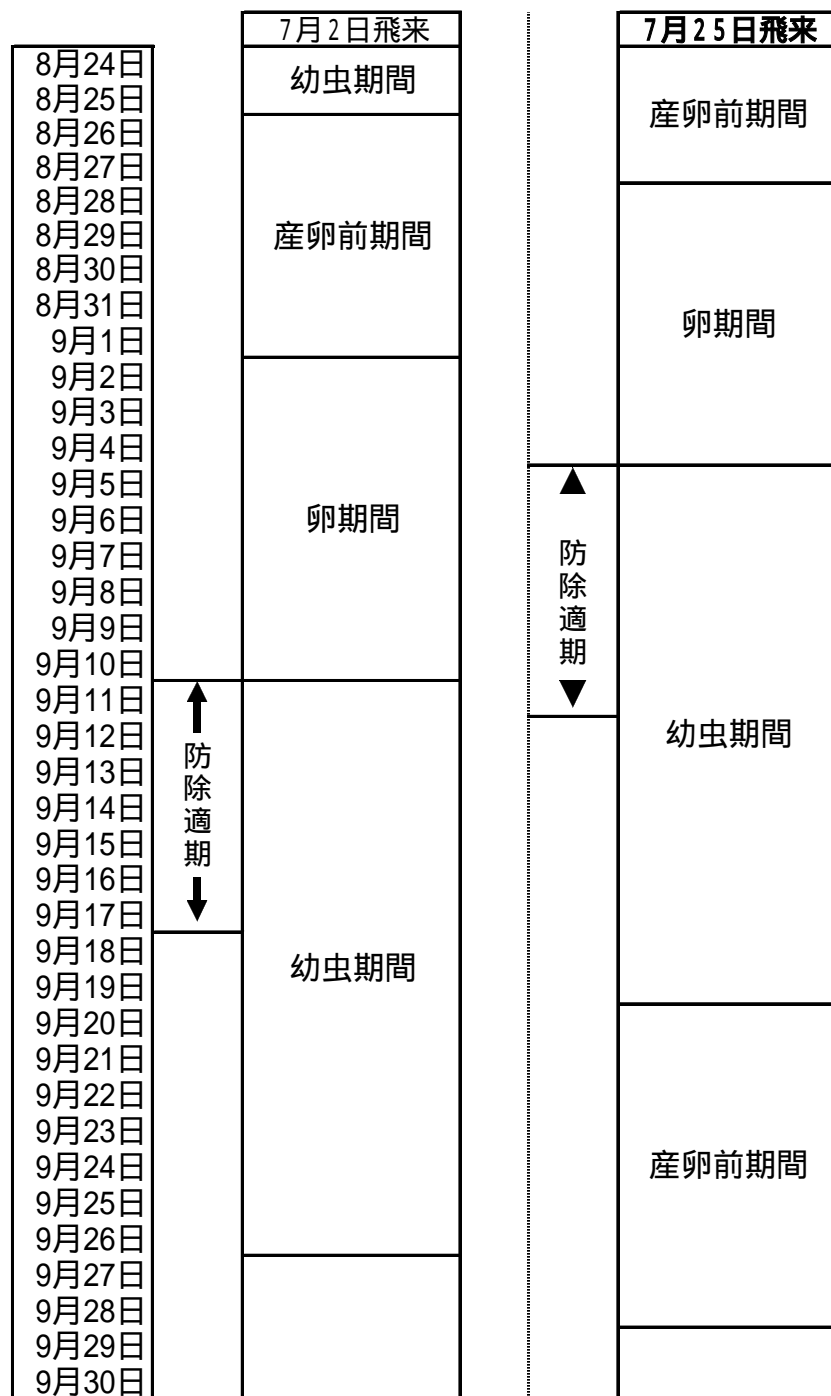 7月2日飛来
7月25日飛来
8月24日
8月25日
8月26日
8月27日
8月28日
8月29日
8月30日
8月31日
9月1日
9月2日
9月3日
9月4日
9月5日
9月6日
9月7日
9月8日
9月9日
9月10日
9月11日
9月12日
9月13日
9月14日
9月15日
9月16日
9月17日
9月18日
9月19日
9月20日
9月21日
9月22日
9月23日
9月24日
9月25日
9月26日
9月27日
9月28日
9月29日
9月30日
防除適期
幼虫期間
産卵前期間
卵期間
幼虫期間
防除適期
産卵前期間
卵期間
幼虫期間
産卵前期間